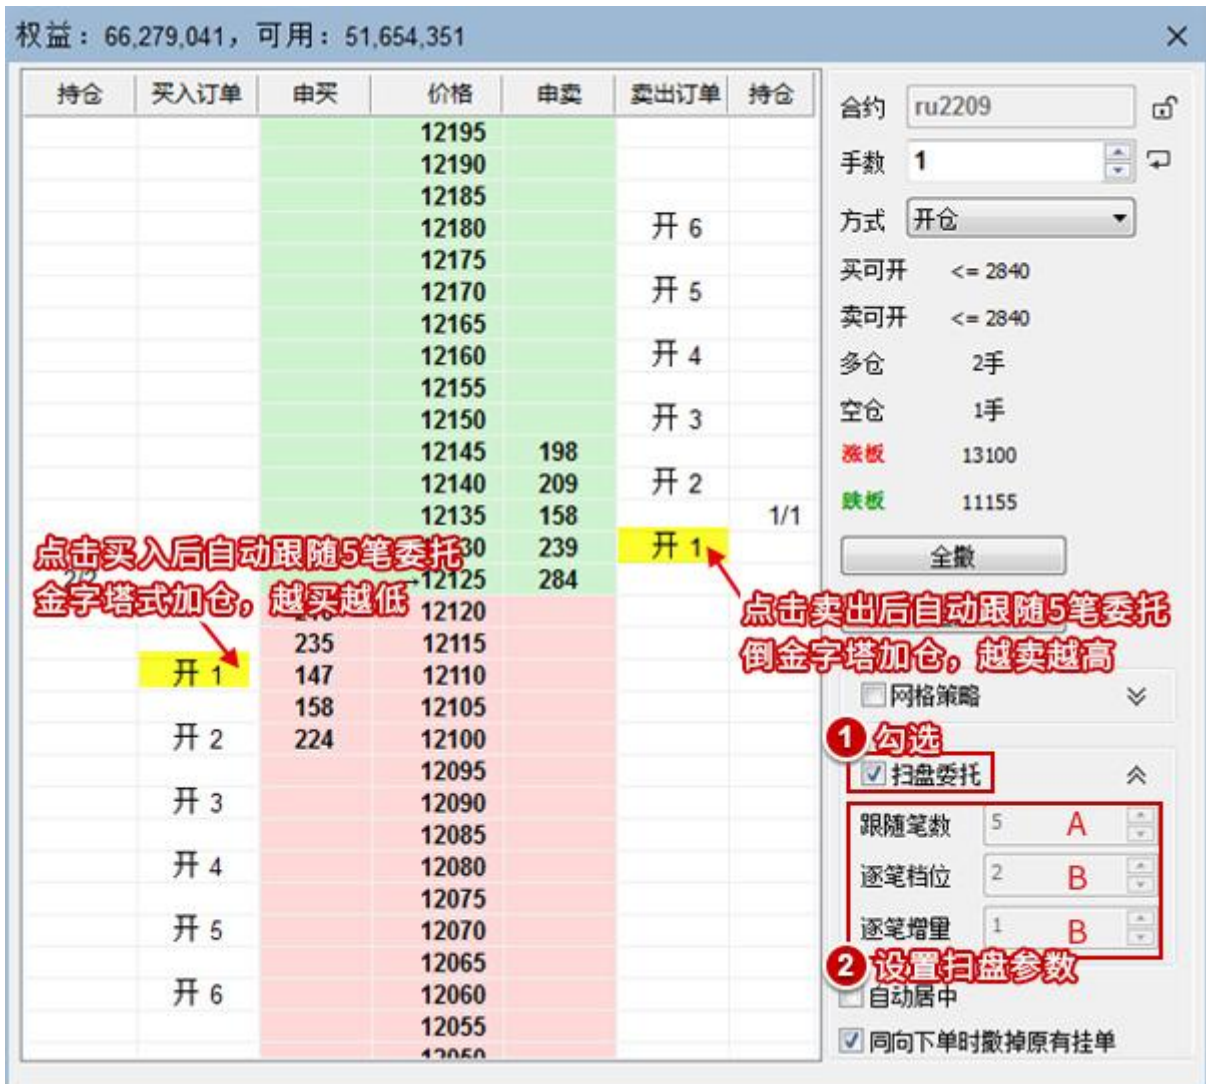 权益：66,279,041，可用：51,654,351
持仓 买入订单 申买 价格 申卖 卖出订单 持仓
12195
12190
12185
12180 开 6
12175
12170 开 5
12165
12160 开 4
12155
12150 开 3
12145 198
12140 209 开 2
12135 158 1/1
30 239 开 1
2/2 →12125 284
点击买入后自动跟随5笔委托
金字塔式加仓，越买越低
12120
235 12115
开 1 147 12110
158 12105
开 2 224 12100
12095
开 3 12090
12085
开 4 12080
12075
开 5 12070
12065
开 6 12060
12055
12050
点击卖出后自动跟随5笔委托
倒金字塔加仓，越卖越高
合约 ru2209
手数 1
方式 开仓
买可开 <= 2840
卖可开 <= 2840
多仓 2手
空仓 1手
涨板 13100
跌板 11155
全撤
网格策略
1 勾选
扫盘委托
跟随笔数 5 A
逐笔档位 2 B
逐笔增量 1 B
2 设置扫盘参数
自动居中
同向下单时撤掉原有挂单